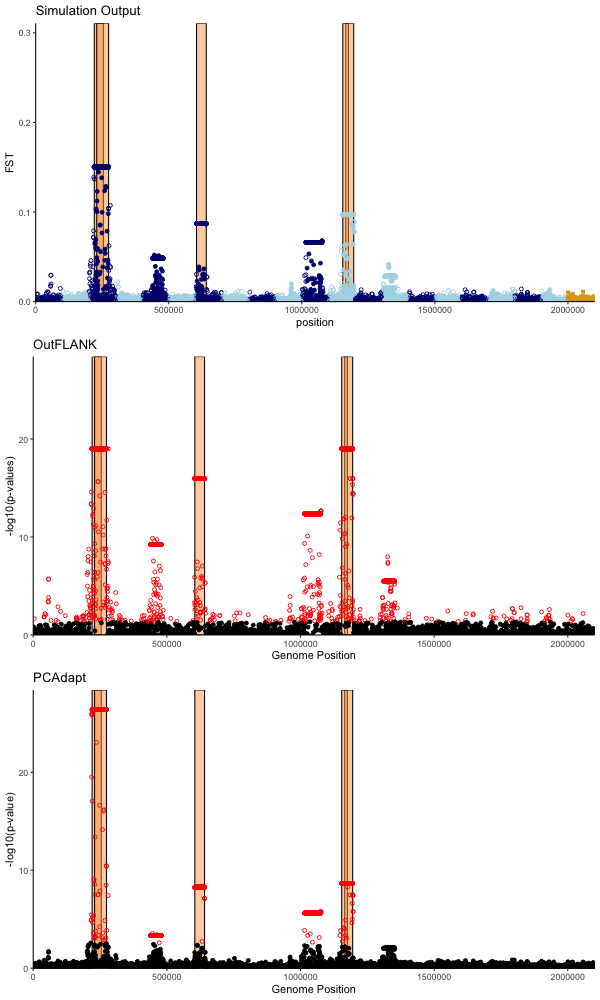 Simulation Output
FST
0.3
0.2
0.1
0.0
0 500000 1000000 1500000 2000000
position
OutFLANK
-log10(p-values)
20
10
0
0 500000 1000000 1500000 2000000
Genome Position
PCAdapt
-log10(p-value)
20
10
0
0 500000 1000000 1500000 2000000
Genome Position